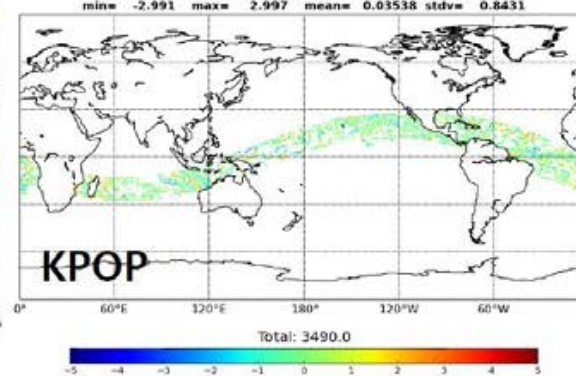 min= -2.991 max= 2.997 mean= 0.03538 stdv= 0.8431
KPOP
0° 60°E 120°E 180° 120°W 60°W
Total: 3490.0
-5 -4 -3 -2 -1 0 1 2 3 4 5